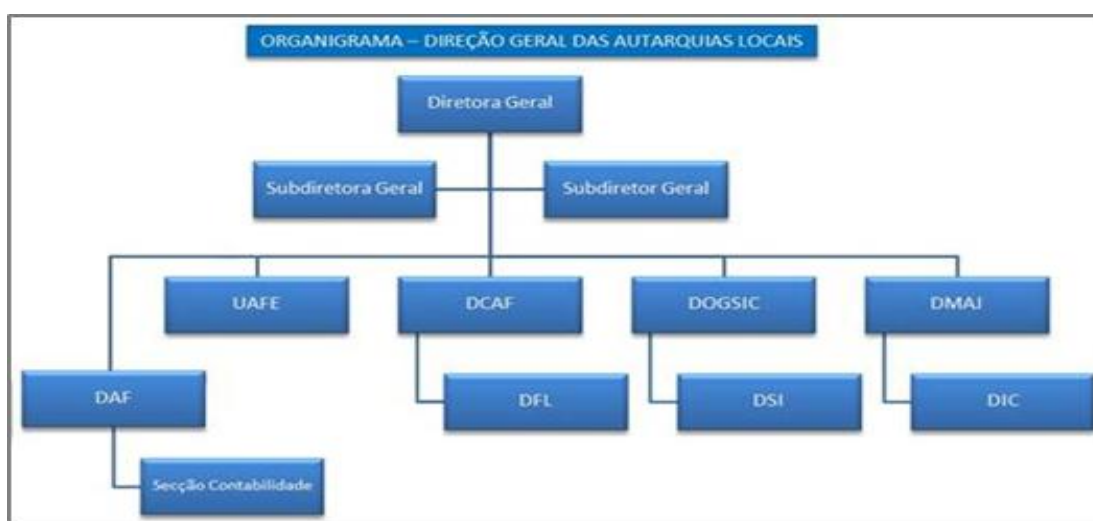 ORGANIGRAMA – DIREÇÃO GERAL DAS AUTARQUIAS LOCAIS
Diretora Geral
Subdiretora Geral
Subdiretor Geral
UAFE
DCAF
DOGSIC
DMAJ
DAF
DFL
DSI
DIC
Secção Contabilidade